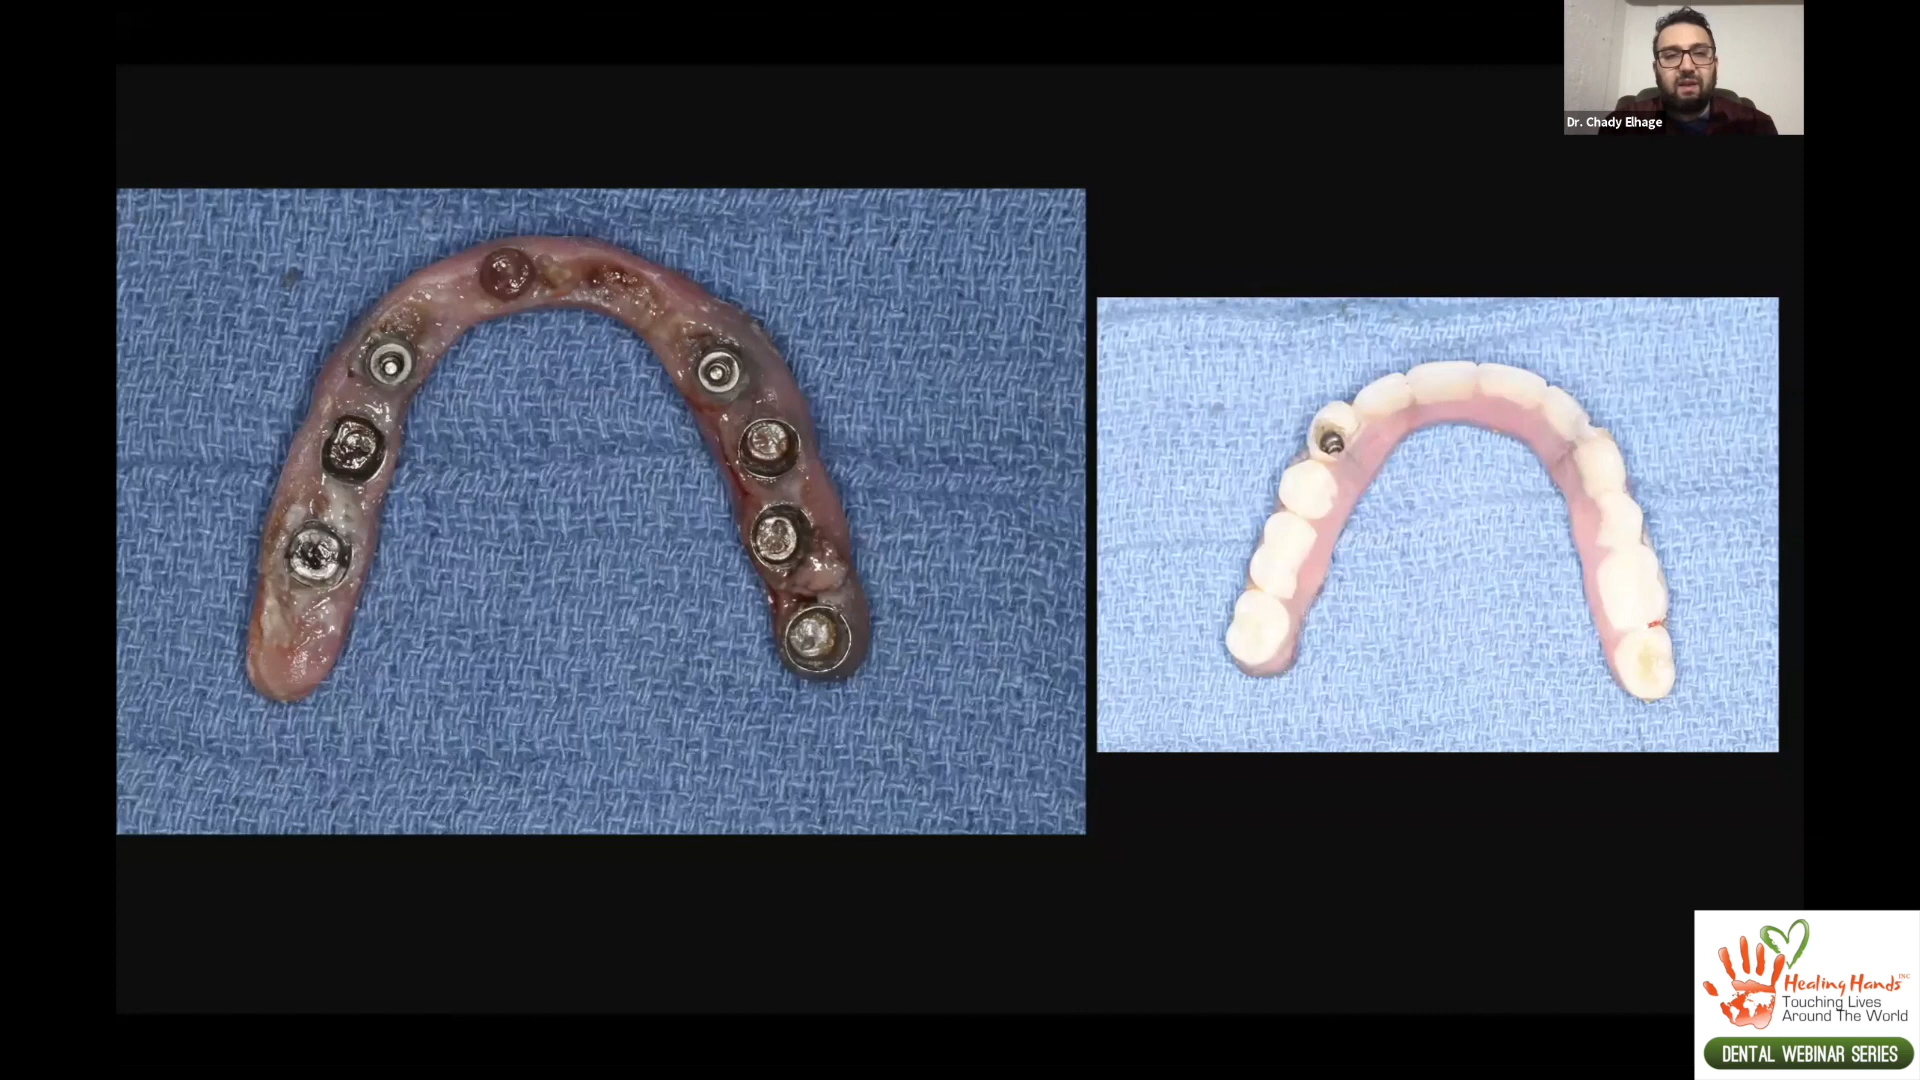 Dr. Chady Elhage
Healing Hands INC
Touching Lives
Around The World
DENTAL WEBINAR SERIES